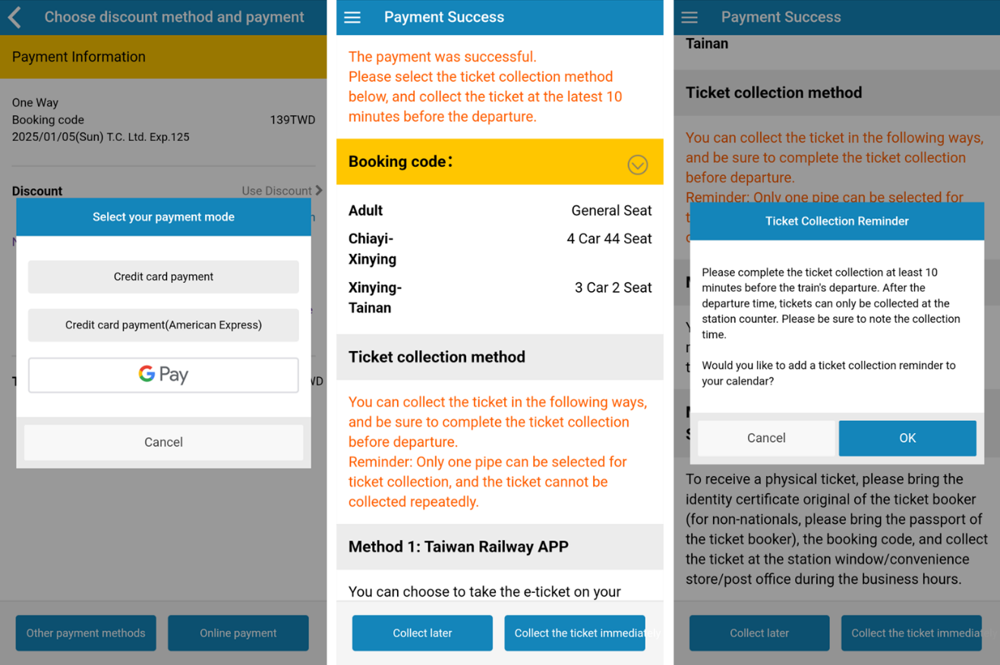 Choose discount method and payment
Payment Information
One Way
Booking code 139TWD
2025/01/05(Sun) T.C. Ltd. Exp.125
Discount Use Discount
Select your payment mode
Credit card payment
Credit card payment(American Express)
G Pay
Cancel
Other payment methods Online payment
Payment Success
The payment was successful.
Please select the ticket collection method
below, and collect the ticket at the latest 10
minutes before the departure.
Booking code:
Adult General Seat
Chiayi- 4 Car 44 Seat
Xinying
Xinying- 3 Car 2 Seat
Tainan
Ticket collection method
You can collect the ticket in the following ways,
and be sure to complete the ticket collection
before departure.
Reminder: Only one pipe can be selected for
ticket collection, and the ticket cannot be
collected repeatedly.
Method 1: Taiwan Railway APP
You can choose to take the e-ticket on your
Collect later Collect the ticket immediately
Payment Success
Tainan
Ticket collection method
You can collect the ticket in the following ways,
and be sure to complete the ticket collection
before departure.
Reminder: Only one pipe can be selected for
Ticket Collection Reminder
Please complete the ticket collection at least 10
minutes before the train's departure. After the
departure time, tickets can only be collected at the
station counter. Please be sure to note the collection
time.
Would you like to add a ticket collection reminder to
your calendar?
Cancel OK
To receive a physical ticket, please bring the
identity certificate original of the ticket booker
(for non-nationals, please bring the passport of
the ticket booker), the booking code, and collect
the ticket at the station window/convenience
store/post office during the business hours.
Collect later Collect the ticket immediately